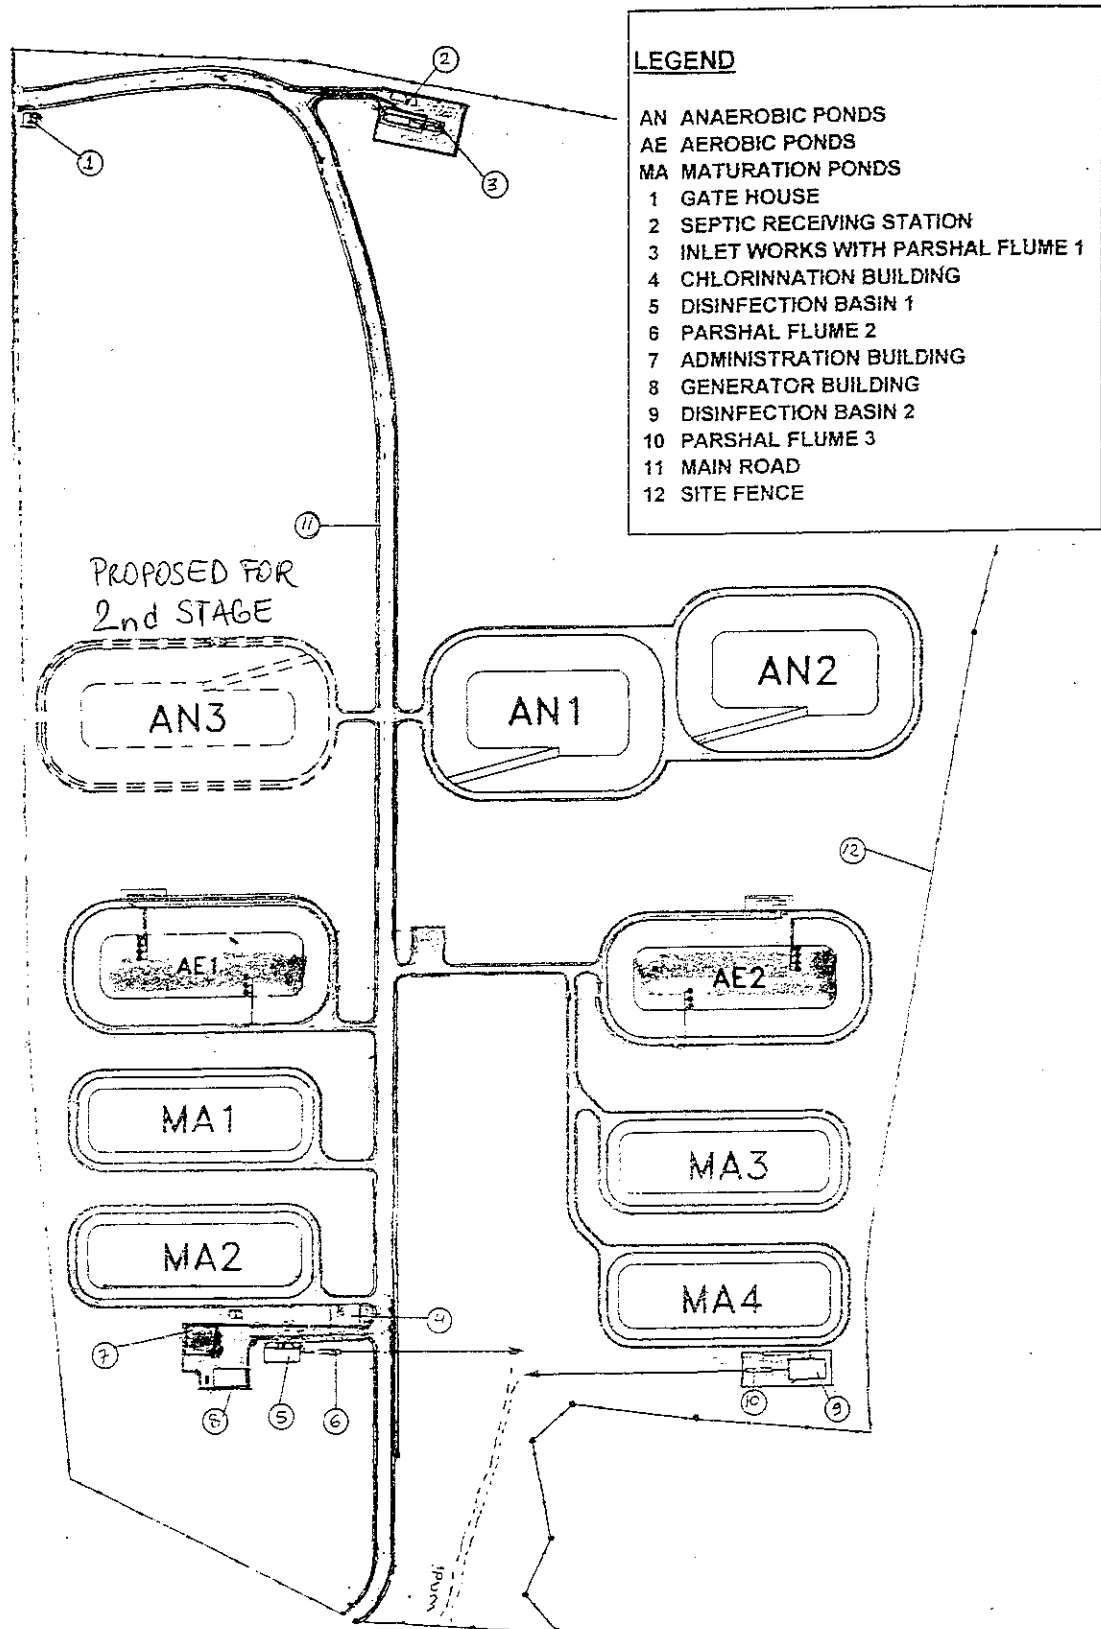 LEGEND
AN ANAEROBIC PONDS
AE AEROBIC PONDS
MA MATURATION PONDS
1 GATE HOUSE
2 SEPTIC RECEIVING STATION
3 INLET WORKS WITH PARSHAL FLUME 1
4 CHLORINNATION BUILDING
5 DISINFECTION BASIN 1
6 PARSHAL FLUME 2
7 ADMINISTRATION BUILDING
8 GENERATOR BUILDING
9 DISINFECTION BASIN 2
10 PARSHAL FLUME 3
11 MAIN ROAD
12 SITE FENCE
2
1
3
11
PROPOSED FOR
2nd STAGE
AN3
AN1
AN2
12
AE1
AE2
MA1
MA3
MA2
MA4
4
7
8
5
6
10
9
wadi